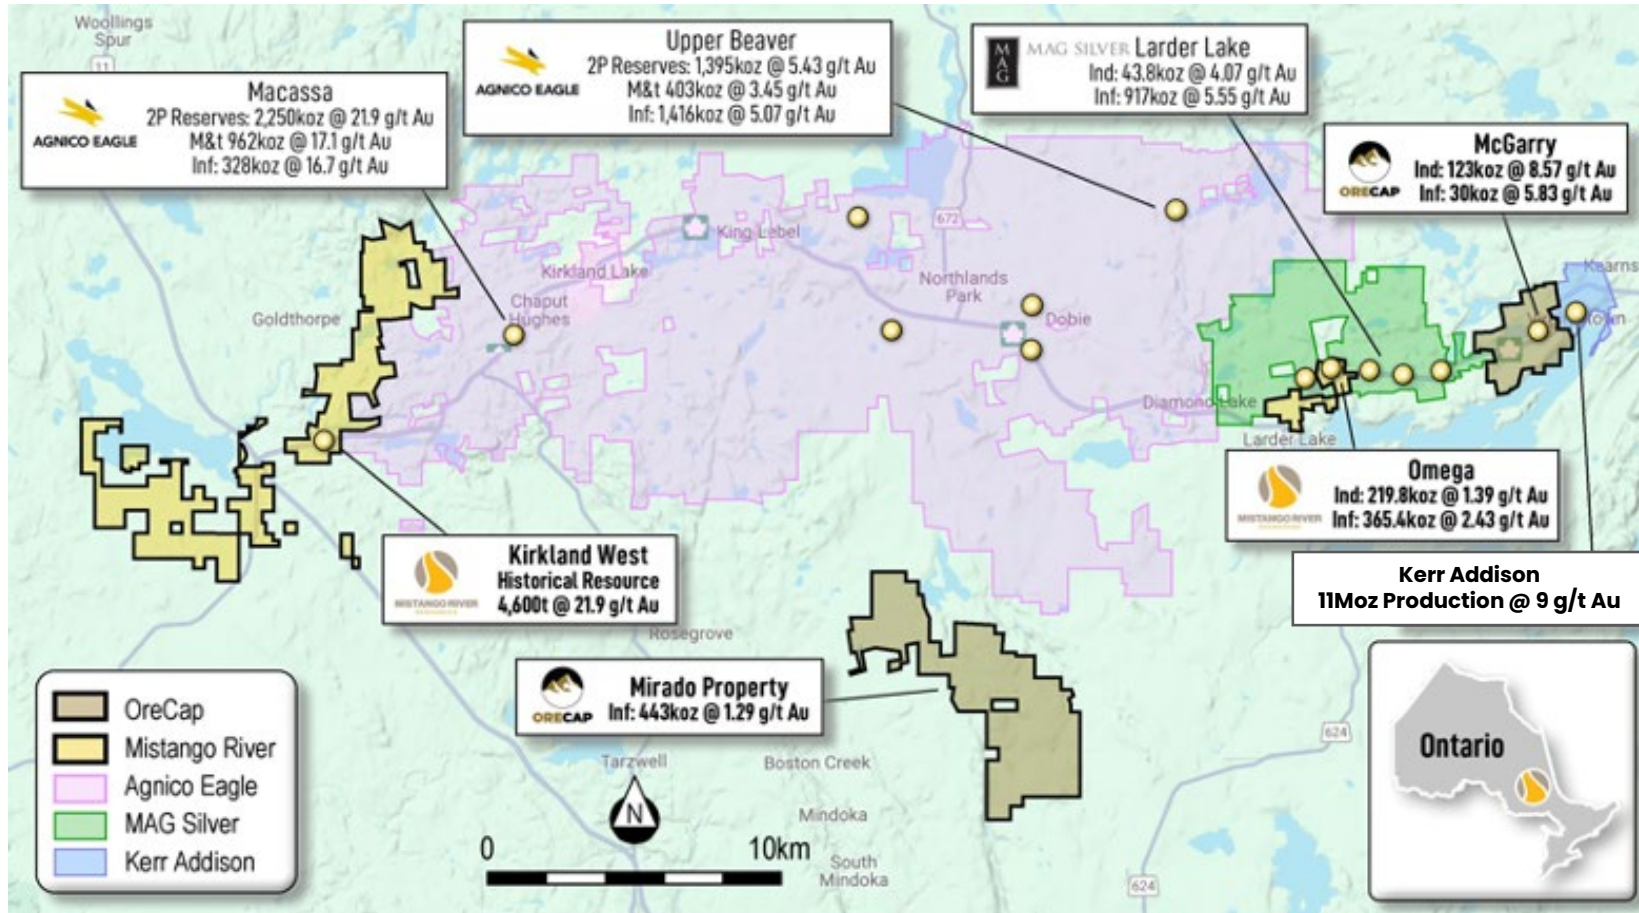 Woollings
Spur
11
AGNICO EAGLE
Macassa
2P Reserves: 2,250koz @ 21.9 g/t Au
M&t 962koz @ 17.1 g/t Au
Inf: 328koz @ 16.7 g/t Au
AGNICO EAGLE
Upper Beaver
2P Reserves: 1,395koz @ 5.43 g/t Au
M&t 403koz @ 3.45 g/t Au
Inf: 1,416koz @ 5.07 g/t Au
MAG
MAG SILVER
Larder Lake
Ind: 43.8koz @ 4.07 g/t Au
Inf: 917koz @ 5.55 g/t Au
ORECAP
McGarry
Ind: 123koz @ 8.57 g/t Au
Inf: 30koz @ 5.83 g/t Au
672
King Lebel
Kirkland Lake
Chaput
Hughes
Goldthorpe
Northlands
Park
Dobie
Kearns
Diamond Lake
Larder Lake
MISTANGO RIVER
Omega
Ind: 219.8koz @ 1.39 g/t Au
Inf: 365.4koz @ 2.43 g/t Au
Kerr Addison
11Moz Production @ 9 g/t Au
MISTANGO RIVER
Kirkland West
Historical Resource
4,600t @ 21.9 g/t Au
Rosegrove
ORECAP
Mirado Property
Inf: 443koz @ 1.29 g/t Au
Tarzwell
Boston Creek
Mindoka
South
Mindoka
624
624
OreCap
Mistango River
Agnico Eagle
MAG Silver
Kerr Addison
N
0 10km
Ontario